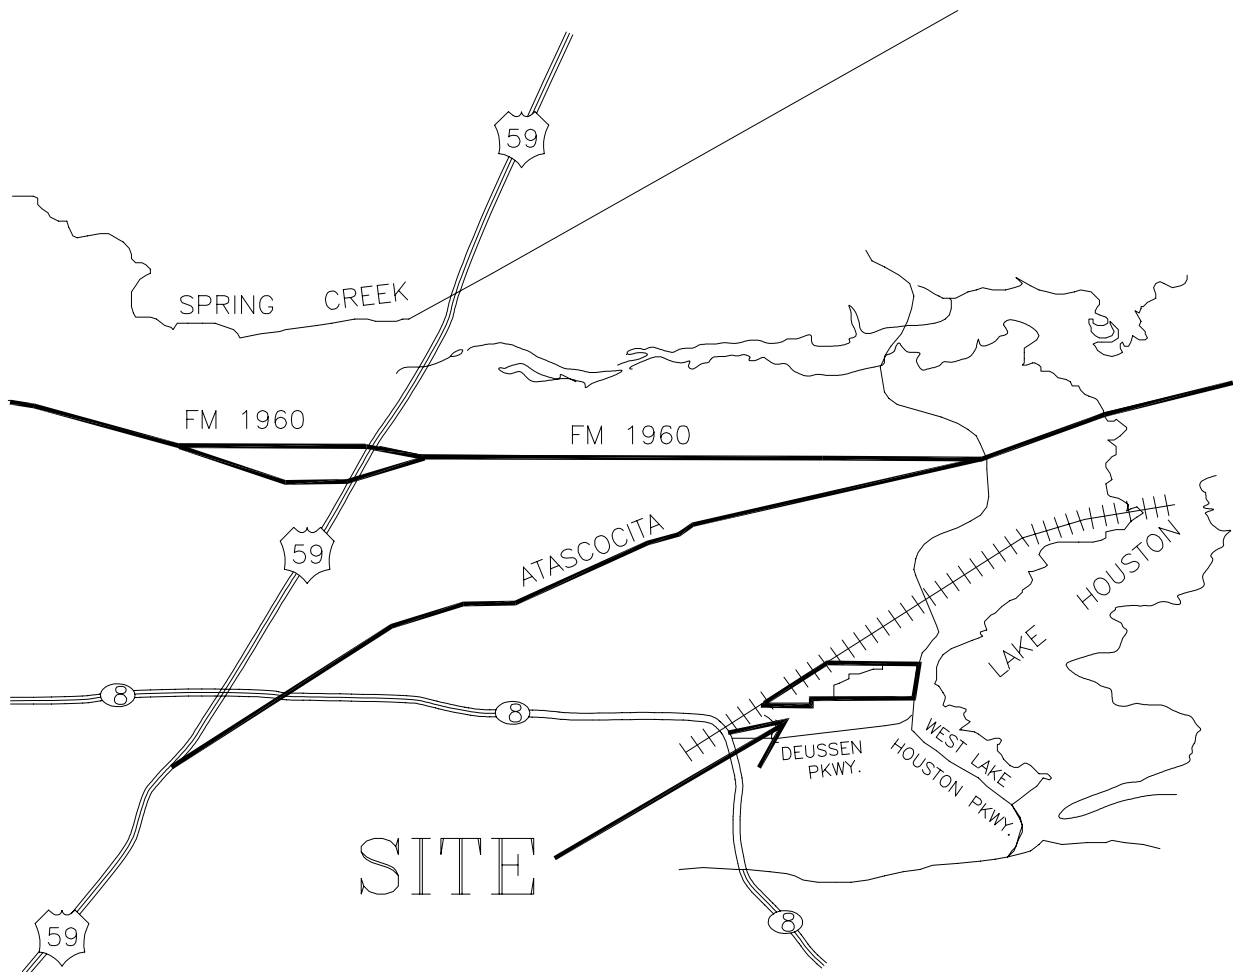 59
SPRING CREEK
FM 1960
FM 1960
59
ATASCOCITA
LAKE HOUSTON
8
8
DEUSSEN
PKWY.
WEST LAKE
HOUSTON PKWY.
SITE
59
8